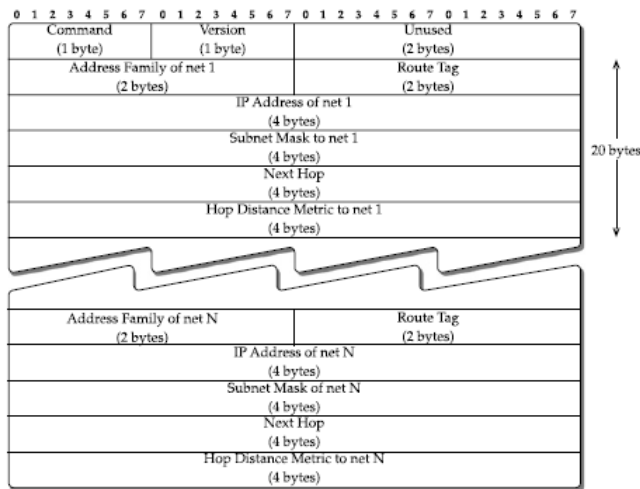 0 1 2 3 4 5 6 7 0 1 2 3 4 5 6 7 0 1 2 3 4 5 6 7 0 1 2 3 4 5 6 7
Command Version Unused
(1 byte) (1 byte) (2 bytes)
Address Family of net 1 Route Tag
(2 bytes) (2 bytes)
IP Address of net 1
(4 bytes)
Subnet Mask to net 1
(4 bytes)
20 bytes
Next Hop
(4 bytes)
Hop Distance Metric to net 1
(4 bytes)
Address Family of net N Route Tag
(2 bytes) (2 bytes)
IP Address of net N
(4 bytes)
Subnet Mask of net N
(4 bytes)
Next Hop
(4 bytes)
Hop Distance Metric to net N
(4 bytes)